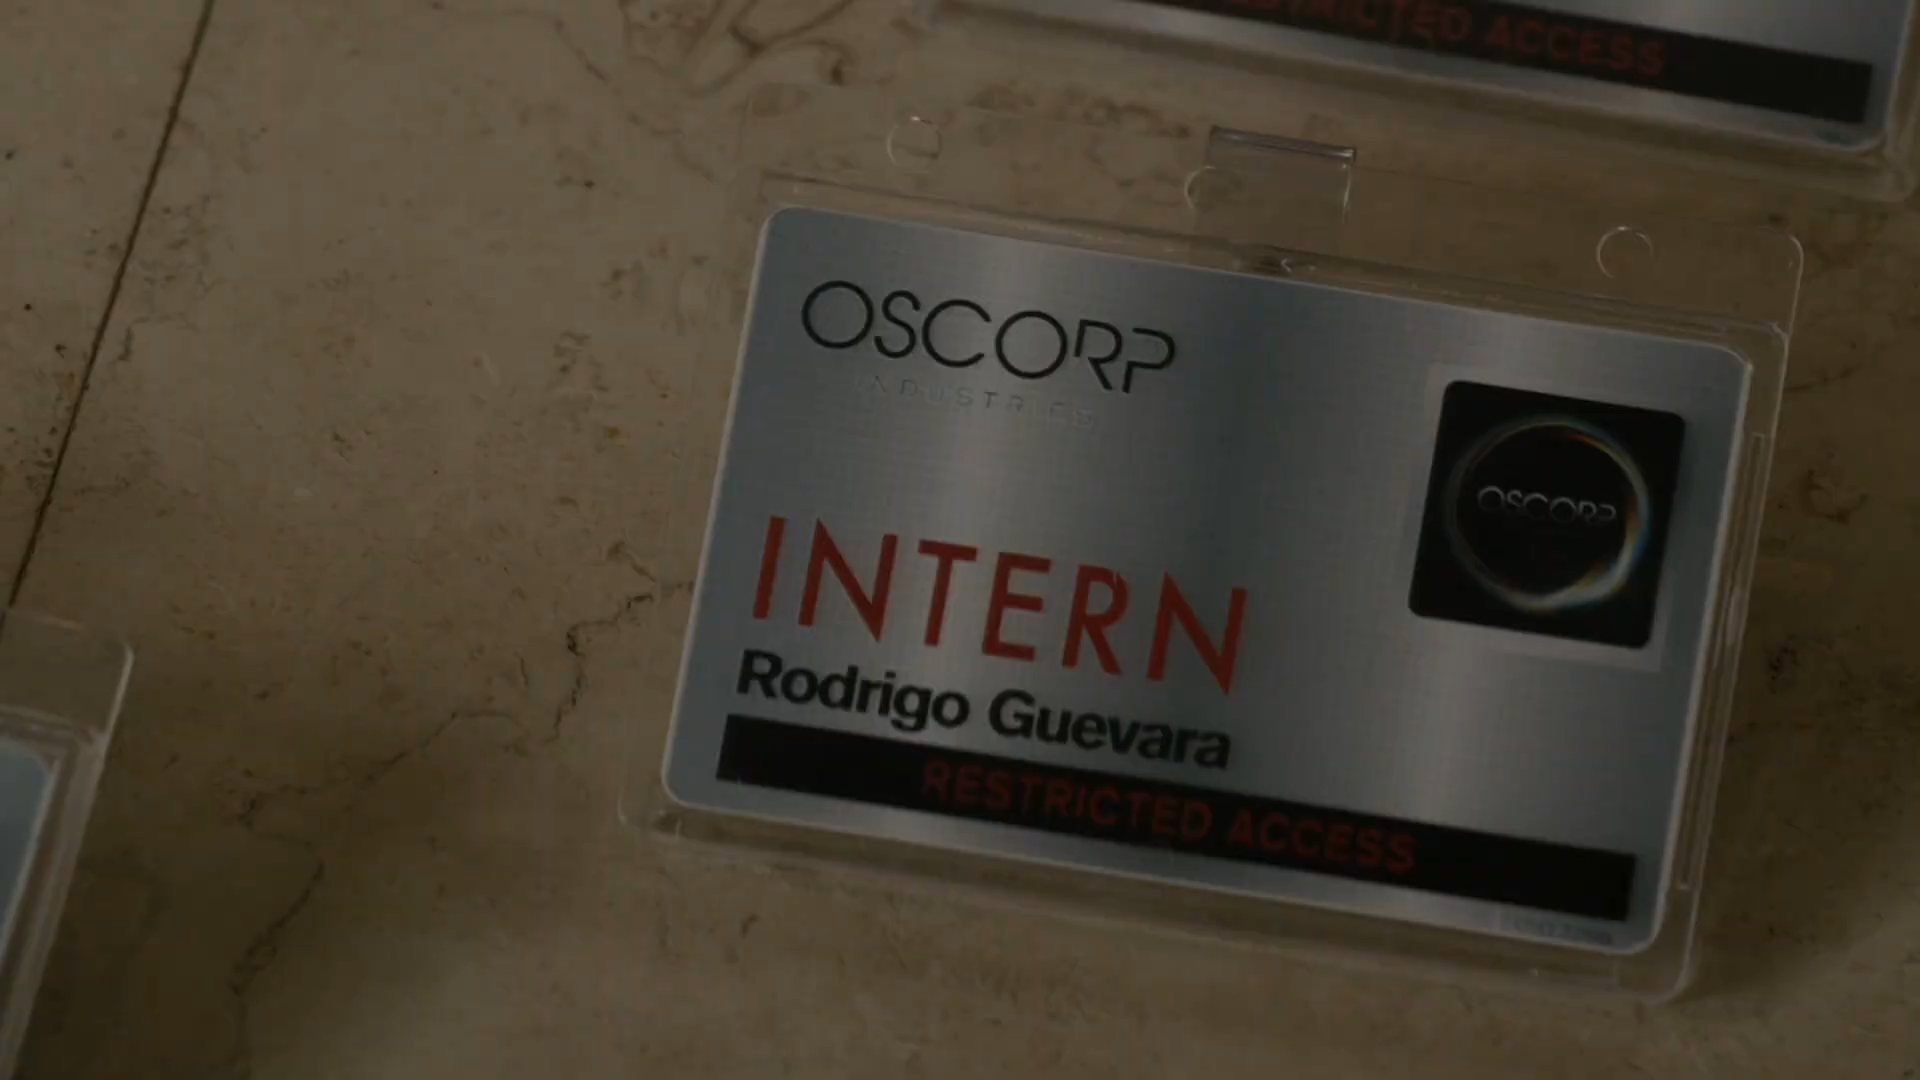 RESTRICTED ACCESS
OSCORP
INDUSTRIES
OSCORP
INTERN
Rodrigo Guevara
RESTRICTED ACCESS